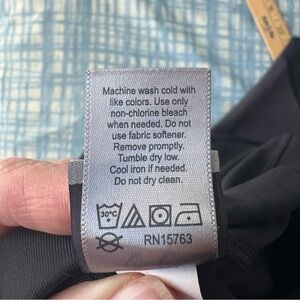 Machine wash cold with
like colors. Use only
non-chlorine bleach
when needed. Do not
use fabric softener.
Remove promptly.
Tumble dry low.
Cool iron if needed.
Do not dry clean.
30°C
RN15763